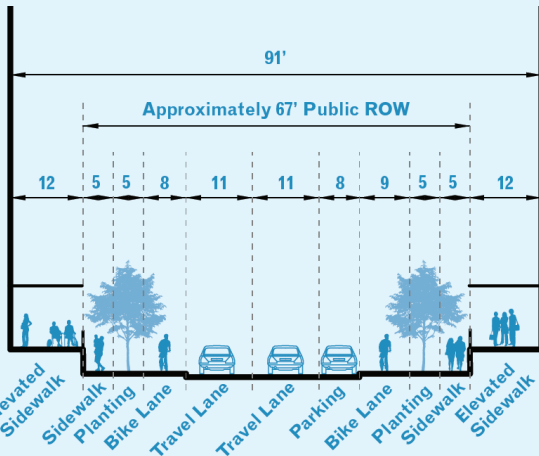 91'
Approximately 67' Public ROW
12 5 5 8 11 11 8 9 5 5 12
Sidewalk
Sidewalk
Planting
Bike Lane
Travel Lane
Travel Lane
Parking
Bike Lane
Planting
Sidewalk
Elevated
Sidewalk